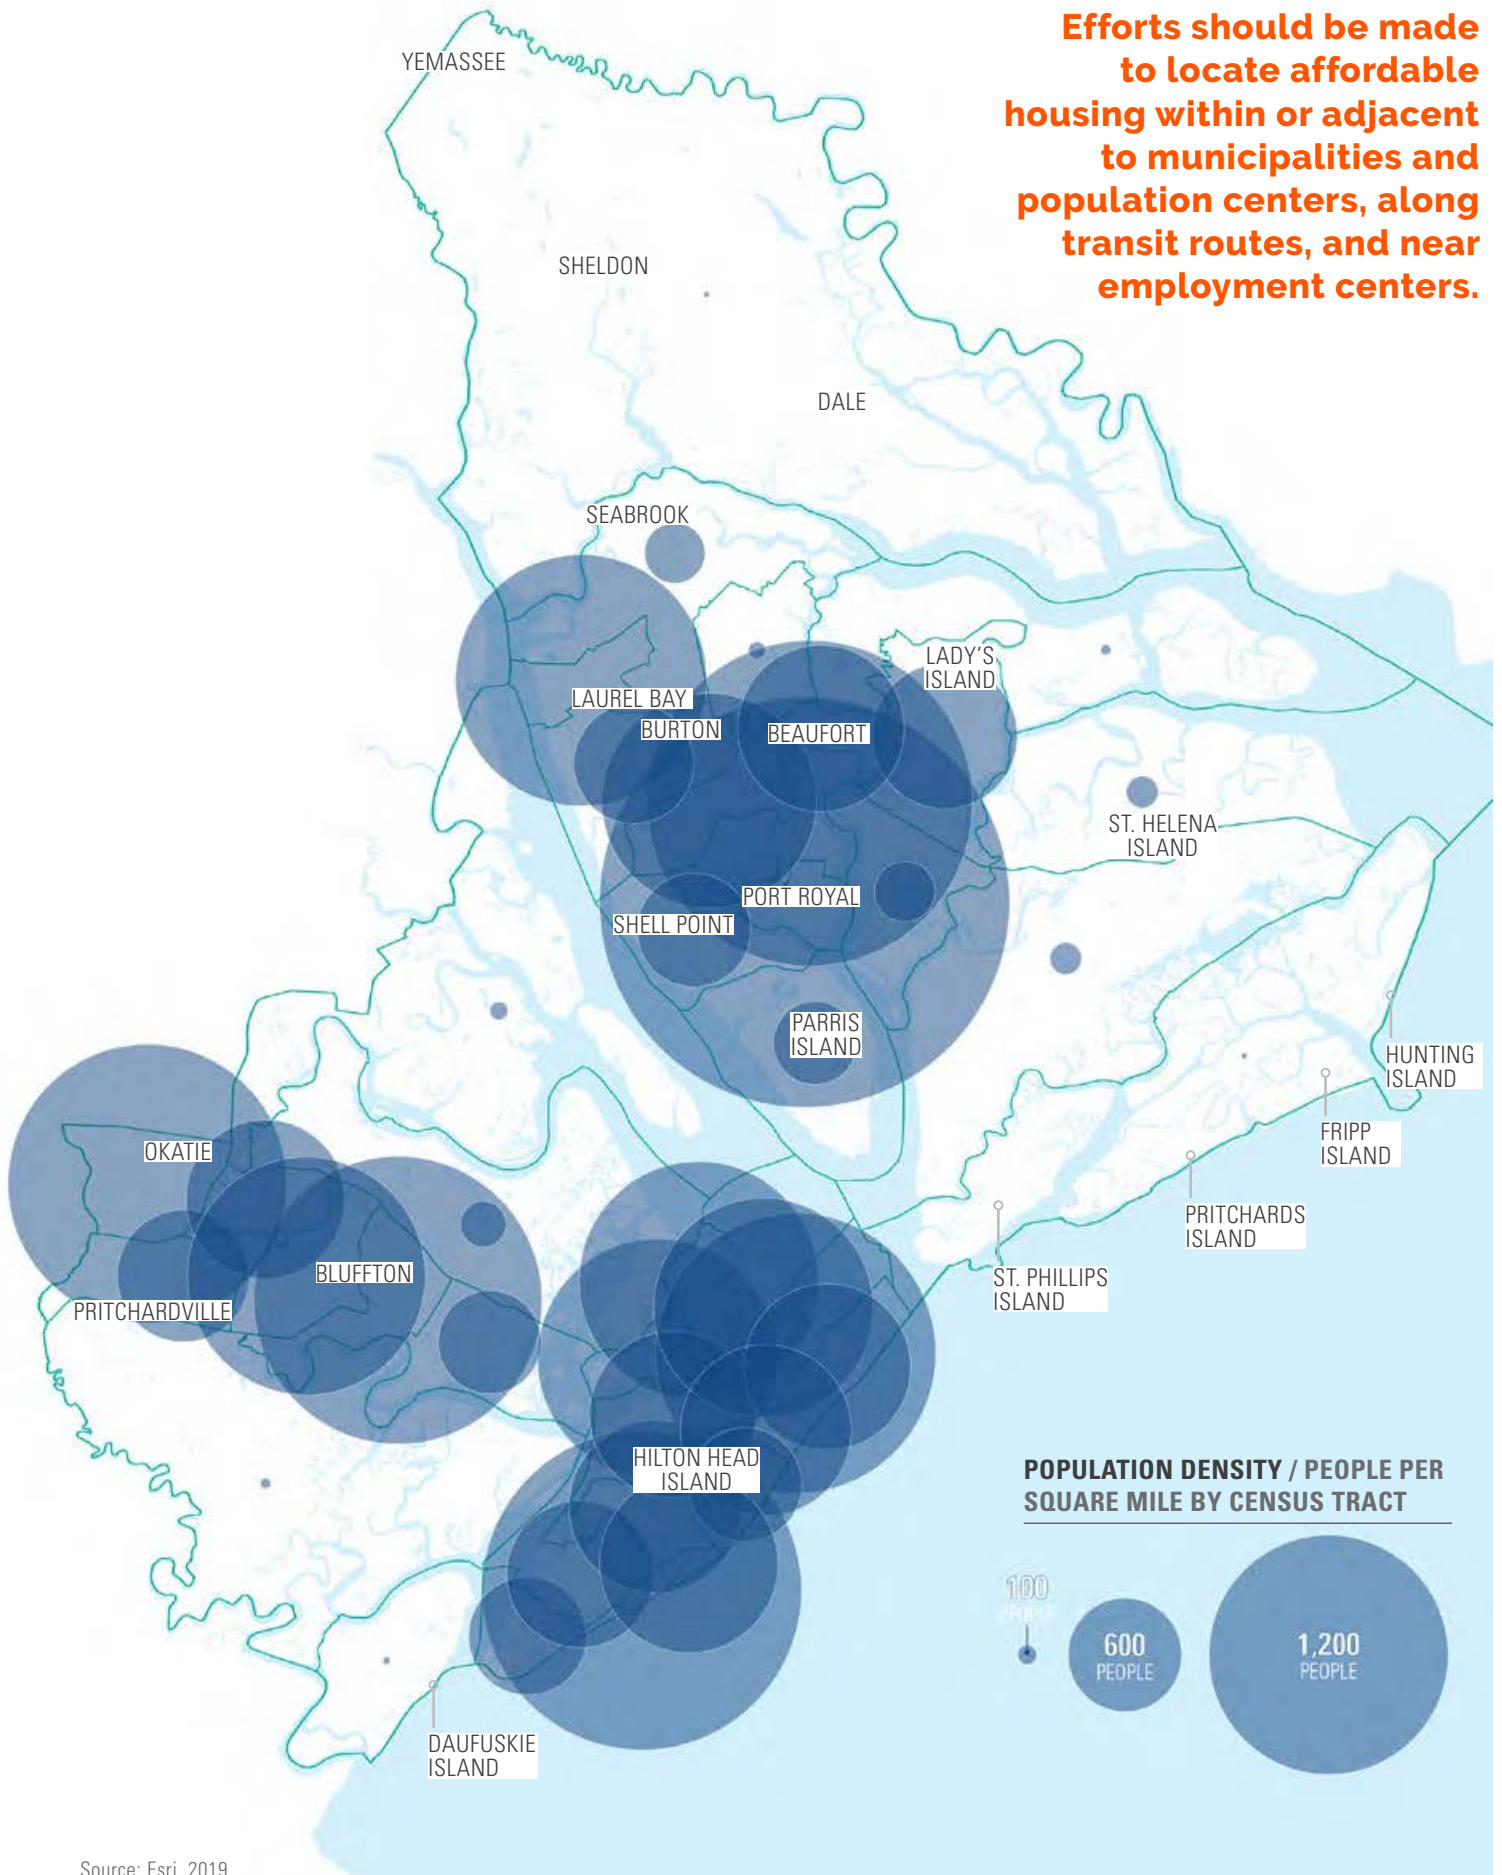 Efforts should be made
to locate affordable
housing within or adjacent
to municipalities and
population centers, along
transit routes, and near
employment centers.
YEMASSEE
SHELDON
DALE
SEABROOK
LADY'S
ISLAND
LAUREL BAY
BURTON
BEAUFORT
ST. HELENA
ISLAND
PORT ROYAL
SHELL POINT
PARRIS
ISLAND
HUNTING
ISLAND
FRIPP
ISLAND
OKATIE
PRITCHARDS
ISLAND
BLUFFTON
ST. PHILLIPS
ISLAND
PRITCHARDVILLE
HILTON HEAD
ISLAND
POPULATION DENSITY / PEOPLE PER
SQUARE MILE BY CENSUS TRACT
100
PEOPLE
600
PEOPLE
1,200
PEOPLE
DAUFUSKIE
ISLAND
Source: Esri, 2019